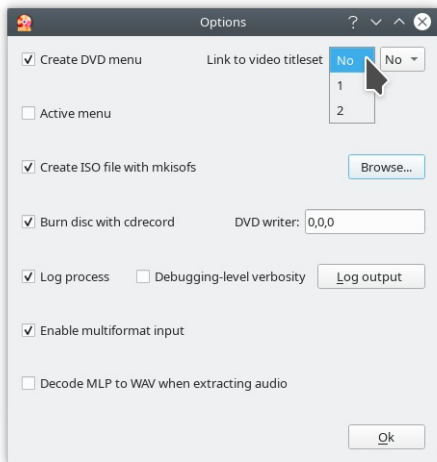 Options
Create DVD menu Link to video titleset No No
1
2
Active menu
Create ISO file with mkisofs Browse...
Burn disc with cdrecord DVD writer: 0,0,0
Log process Debugging-level verbosity Log output
Enable multiformat input
Decode MLP to WAV when extracting audio
Ok